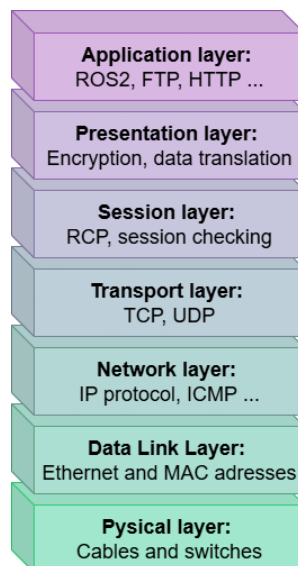 Application layer:
ROS2, FTP, HTTP ...
Presentation layer:
Encryption, data translation
Session layer:
RCP, session checking
Transport layer:
TCP, UDP
Network layer:
IP protocol, ICMP ...
Data Link Layer:
Ethernet and MAC adresses
Pysical layer:
Cables and switches